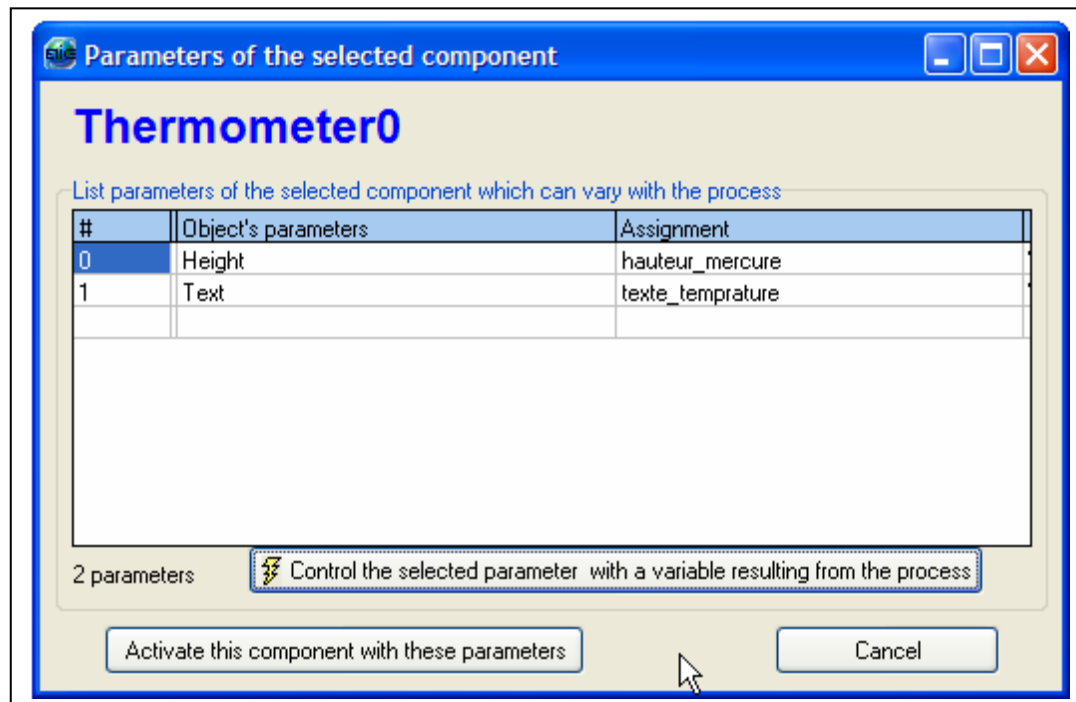 Parameters of the selected component
Thermometer0
List parameters of the selected component which can vary with the process
# Object's parameters Assignment
0 Height hauteur_mercure
1 Text texte_temprature
2 parameters Control the selected parameter with a variable resulting from the process
Activate this component with these parameters Cancel